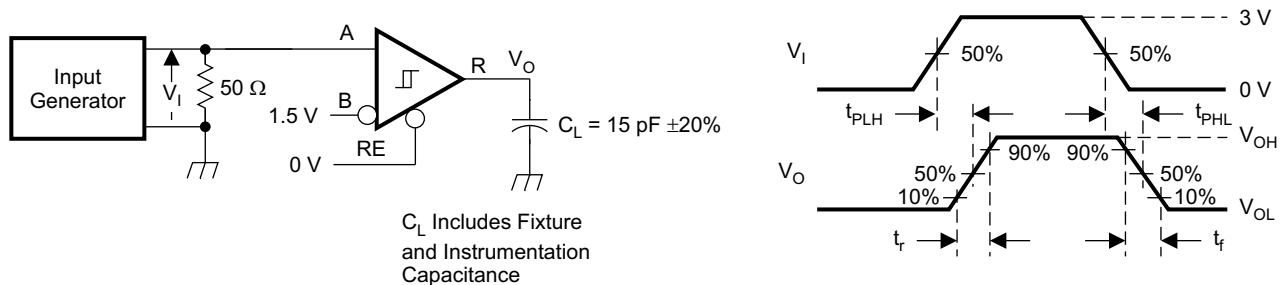 Input
Generator
V_I
50 Ω
A
1.5 V
B
0 V
RE
R
V_O
C_L = 15 pF ±20%
C_L Includes Fixture
and Instrumentation
Capacitance
V_I
50%
50%
3 V
0 V
t_PLH
t_PHL
V_O
50%
10%
90%
90%
50%
10%
V_OH
V_OL
t_r
t_f